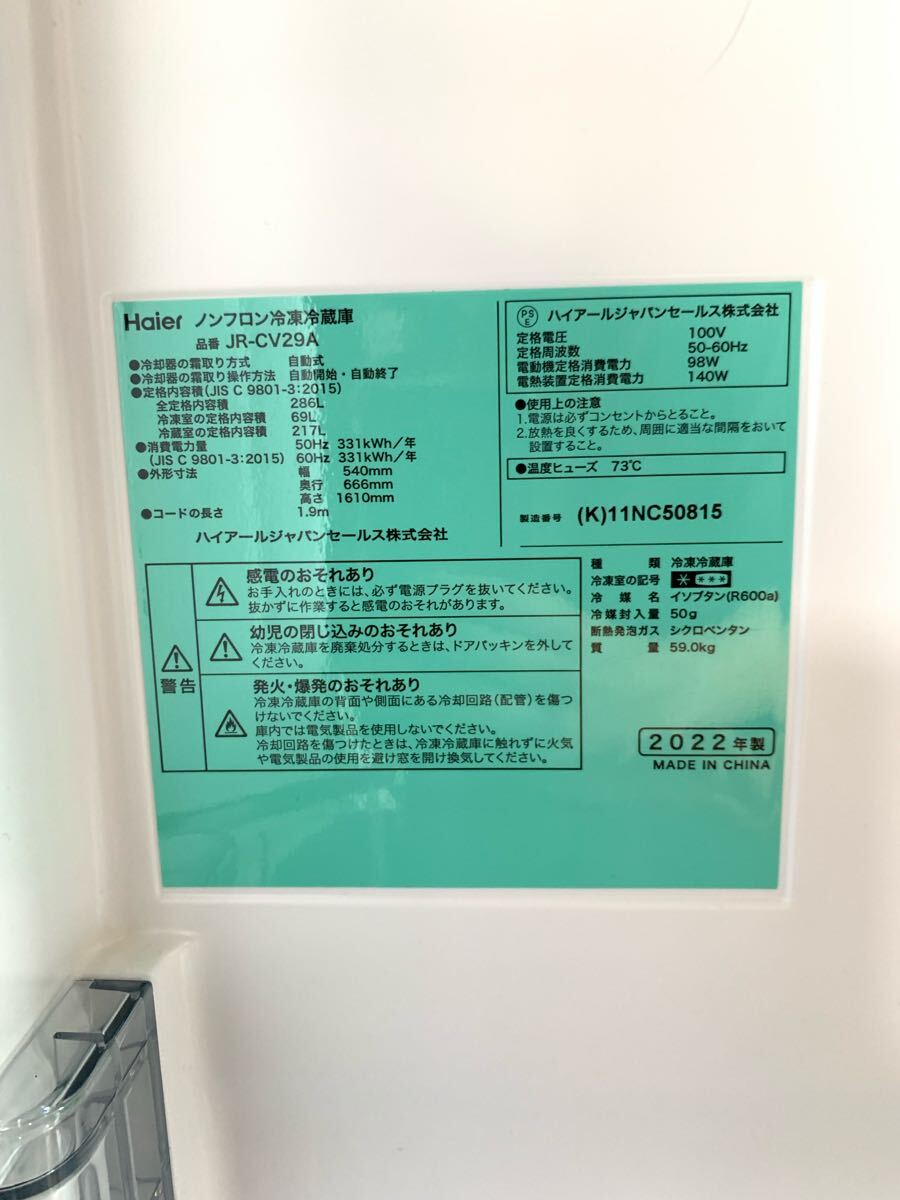 Haier ノンフロン冷凍冷蔵庫
品番 JR-CV29A
●冷却器の霜取り方式 自動式
●冷却器の霜取り操作方法 自動開始・自動終了
●定格内容積(JIS C 9801-3:2015)
全定格内容積 286L
冷凍室の定格内容積 69L
冷蔵室の定格内容積 217L
●消費電力量 50Hz 331kWh/年
(JIS C 9801-3:2015) 60Hz 331kWh/年
●外形寸法 幅 540mm
奥行 666mm
高さ 1610mm
●コードの長さ 1.9m
ハイアールジャパンセールス株式会社
PS
E ハイアールジャパンセールス株式会社
定格電圧 100V
定格周波数 50-60Hz
電動機定格消費電力 98W
電熱装置定格消費電力 140W
●使用上の注意
1.電源は必ずコンセントからとること。
2.放熱を良くするため、周囲に適当な間隔をおいて
設置すること。
●温度ヒューズ 73℃
製造番号 (K)11NC50815
警告
感電のおそれあり
お手入れのときには、必ず電源プラグを抜いてください。
抜かずに作業すると感電のおそれがあります。
幼児の閉じ込みのおそれあり
冷凍冷蔵庫を廃棄処分するときは、ドアパッキンを外して
ください。
発火・爆発のおそれあり
冷凍冷蔵庫の背面や側面にある冷却回路(配管)を傷つ
けないでください。
庫内では電気製品を使用しないでください。
冷却回路を傷つけたときは、冷凍冷蔵庫に触れずに火気
や電気製品の使用を避け窓を開け換気してください。
種類 冷凍冷蔵庫
冷凍室の記号 * ***
冷媒名 イソブタン(R600a)
冷媒封入量 50g
断熱発泡ガス シクロペンタン
質量 59.0kg
2022年製
MADE IN CHINA